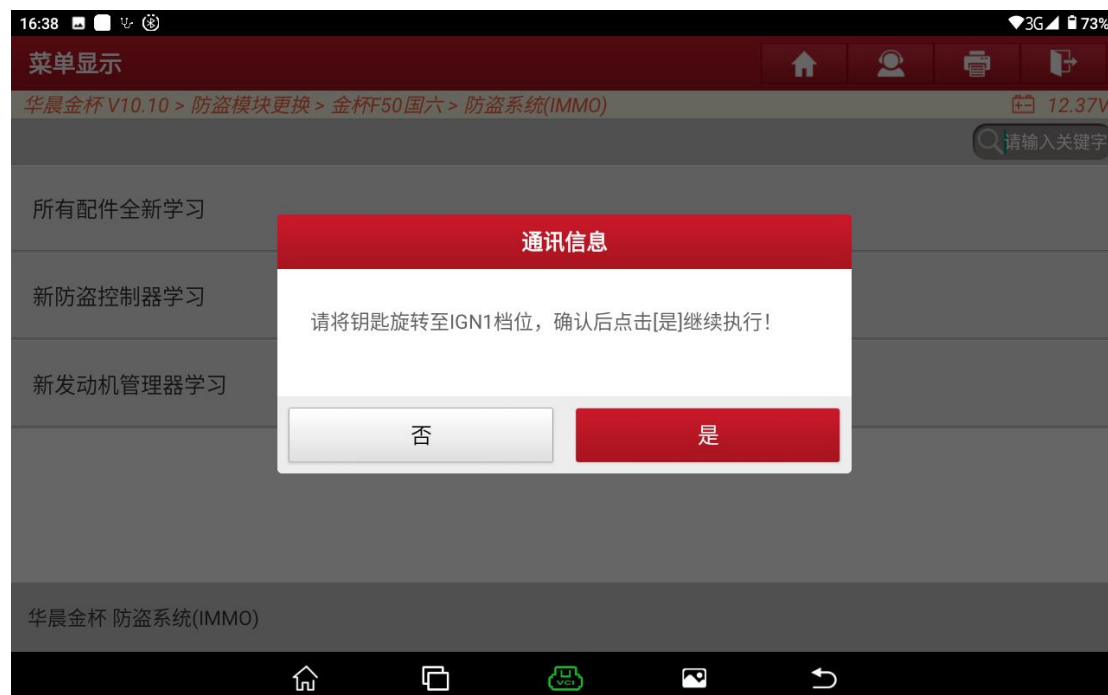 16:38
3G 73%
菜单显示
华晨金杯 V10.10 > 防盗模块更换 > 金杯F50国六 > 防盗系统(IMMO)
12.37V
请输入关键字
所有配件全新学习
通讯信息
新防盗控制器学习
请将钥匙旋转至IGN1档位，确认后点击[是]继续执行!
新发动机管理器学习
否
是
华晨金杯 防盗系统(IMMO)
VCI